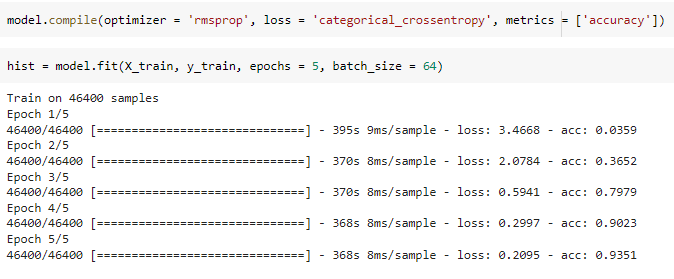 model.compile(optimizer = 'rmsprop', loss = 'categorical_crossentropy', metrics = ['accuracy'])
hist = model.fit(X_train, y_train, epochs = 5, batch_size = 64)
Train on 46400 samples
Epoch 1/5
46400/46400 [==============================] - 395s 9ms/sample - loss: 3.4668 - acc: 0.0359
Epoch 2/5
46400/46400 [==============================] - 370s 8ms/sample - loss: 2.0784 - acc: 0.3652
Epoch 3/5
46400/46400 [==============================] - 370s 8ms/sample - loss: 0.5941 - acc: 0.7979
Epoch 4/5
46400/46400 [==============================] - 368s 8ms/sample - loss: 0.2997 - acc: 0.9023
Epoch 5/5
46400/46400 [==============================] - 368s 8ms/sample - loss: 0.2095 - acc: 0.9351